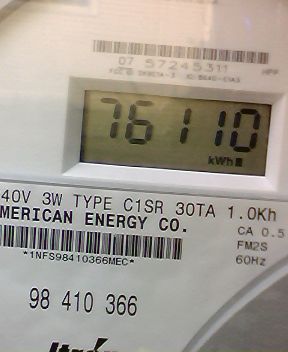 07 57245311
76110
kWh
40V 3W TYPE C1SR 30TA 1.0Kh
MERICAN ENERGY CO.
CA 0.5
FM2S
60Hz
*1NFS98410366MEC*
98 410 366
Itron